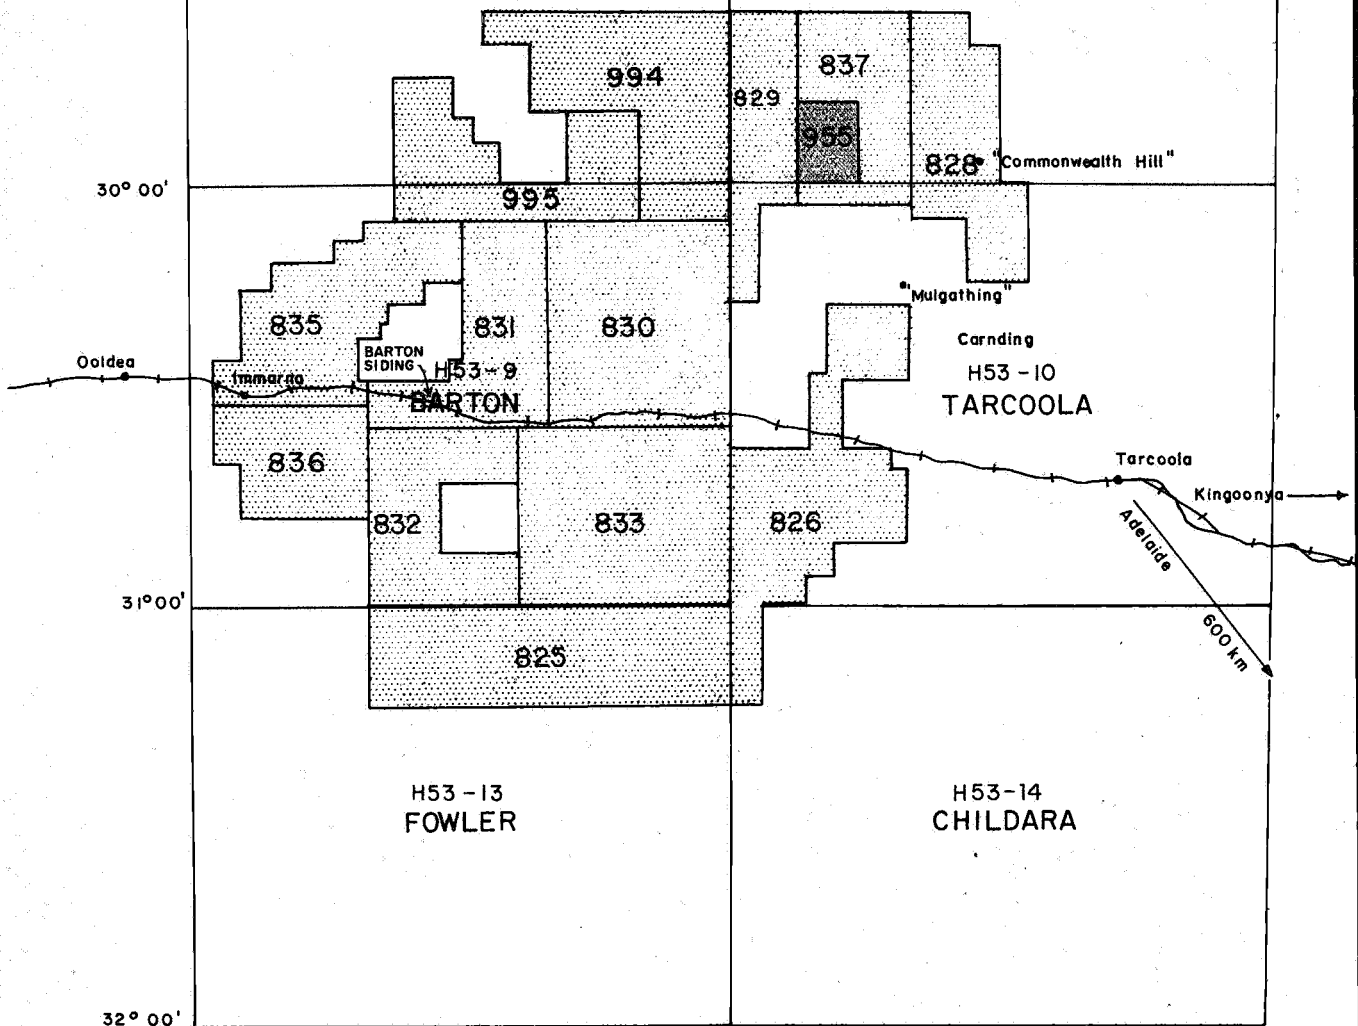 994
837
829
955
828 "Commonwealth Hill"
30° 00'
995
"Mulgathing"
835
831
830
Carnding
Ooldea
BARTON
SIDING
H53-9
H53-10
Immarna
BARTON
TARCOOLA
836
Tarcoola
Kingoonya
832
833
826
Adelaide
600 km
31° 00'
825
H53-13
FOWLER
H53-14
CHILDARA
32° 00'